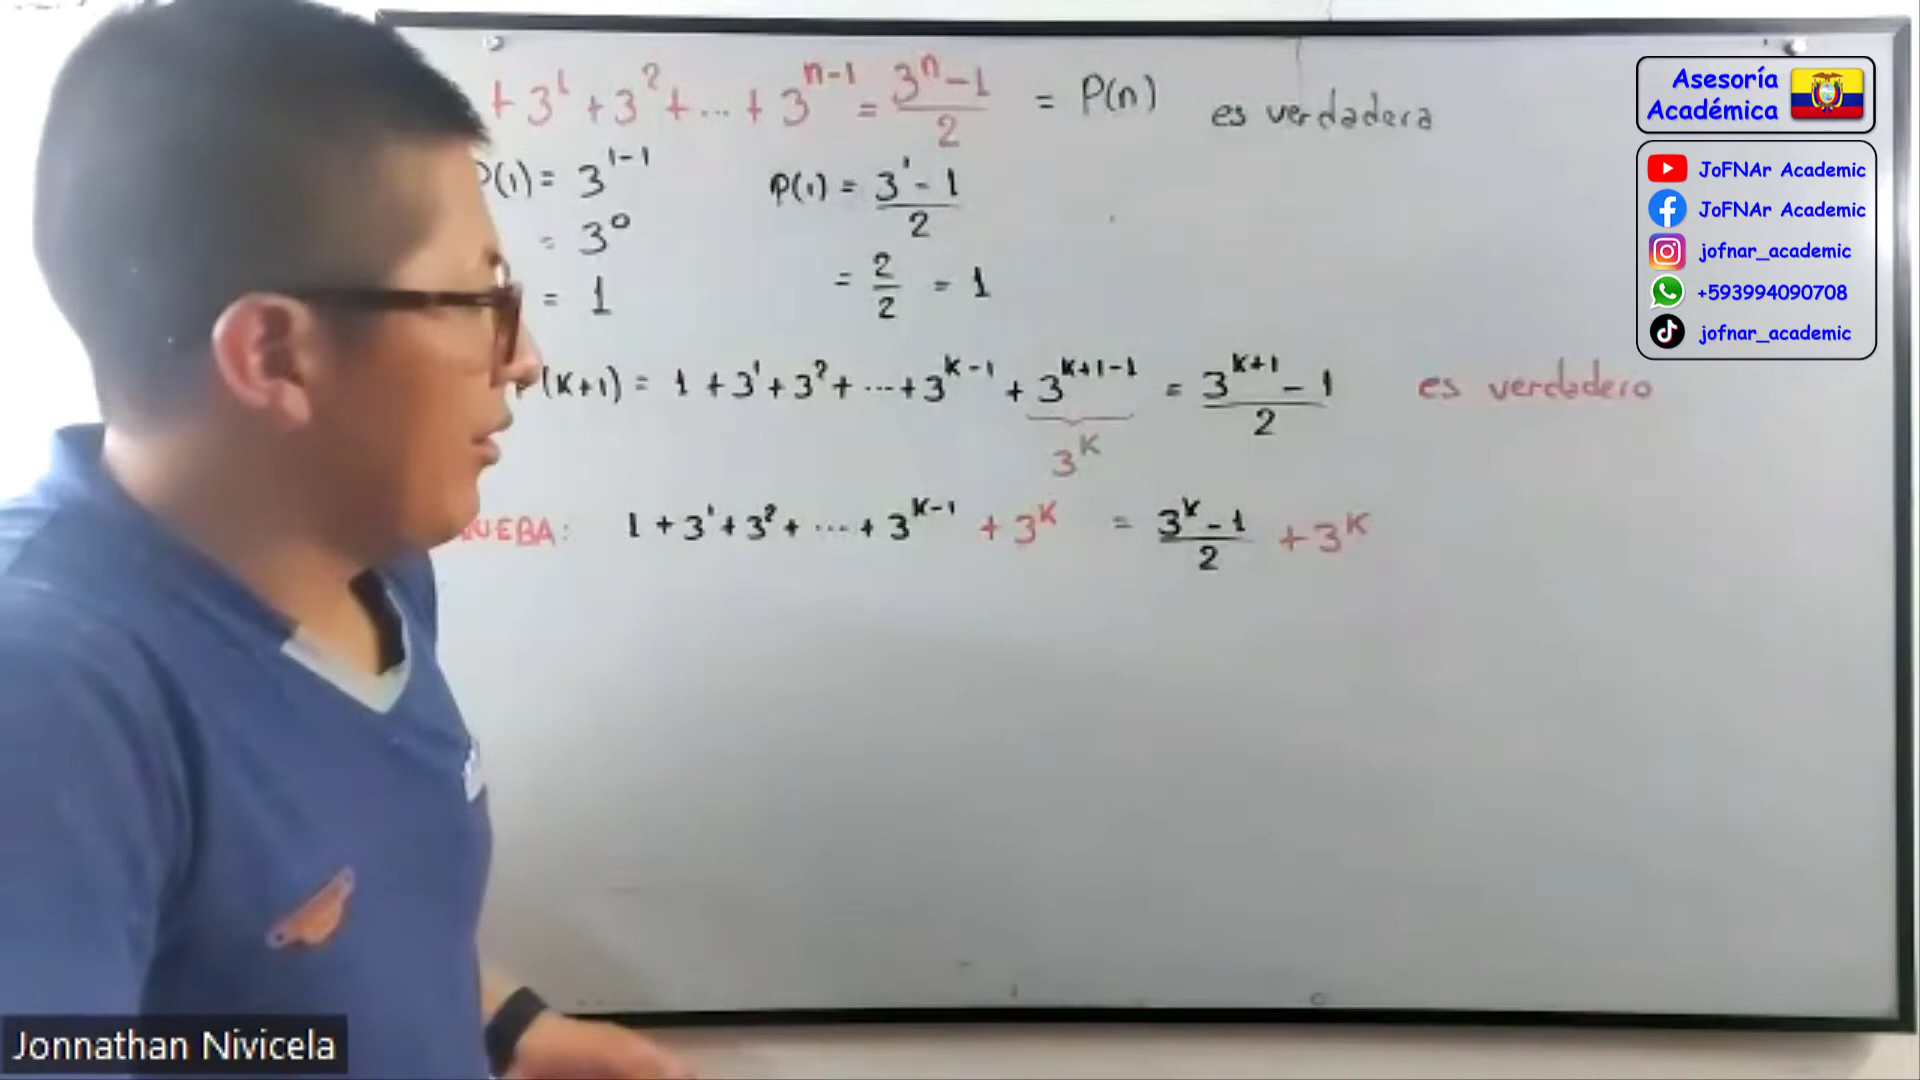 + 3¹ + 3² + ... + 3ⁿ⁻¹ = (3ⁿ - 1)/2 = P(n) es verdadera
P(1) = 3¹⁻¹ P(1) = (3¹ - 1)/2
= 3⁰ = 2/2 = 1
= 1
(K+1) = 1 + 3¹ + 3² + ... + 3ᴷ⁻¹ + 3ᴷ⁺¹⁻¹ = (3ᴷ⁺¹ - 1)/2 es verdadero
3ᴷ
UEBA: 1 + 3¹ + 3² + ... + 3ᴷ⁻¹ + 3ᴷ = (3ᴷ - 1)/2 + 3ᴷ
Asesoría
Académica
JoFNAr Academic
JoFNAr Academic
jofnar_academic
+593994090708
jofnar_academic
Jonnathan Nivicela